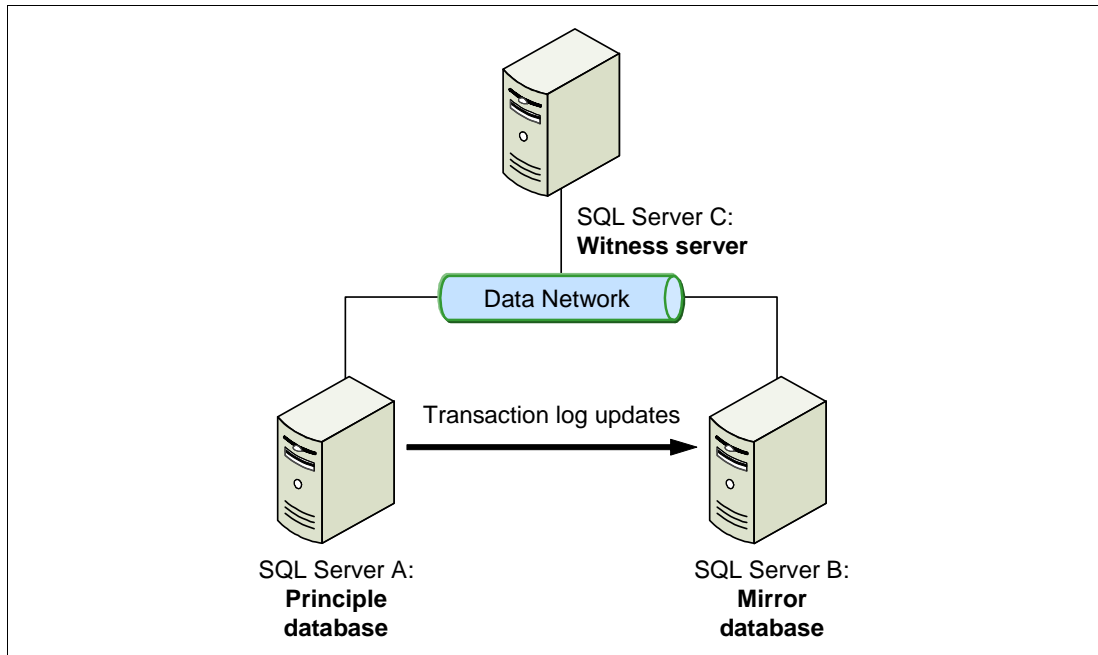 SQL Server C:
Witness server
Data Network
Transaction log updates
SQL Server A:
Principle
database
SQL Server B:
Mirror
database